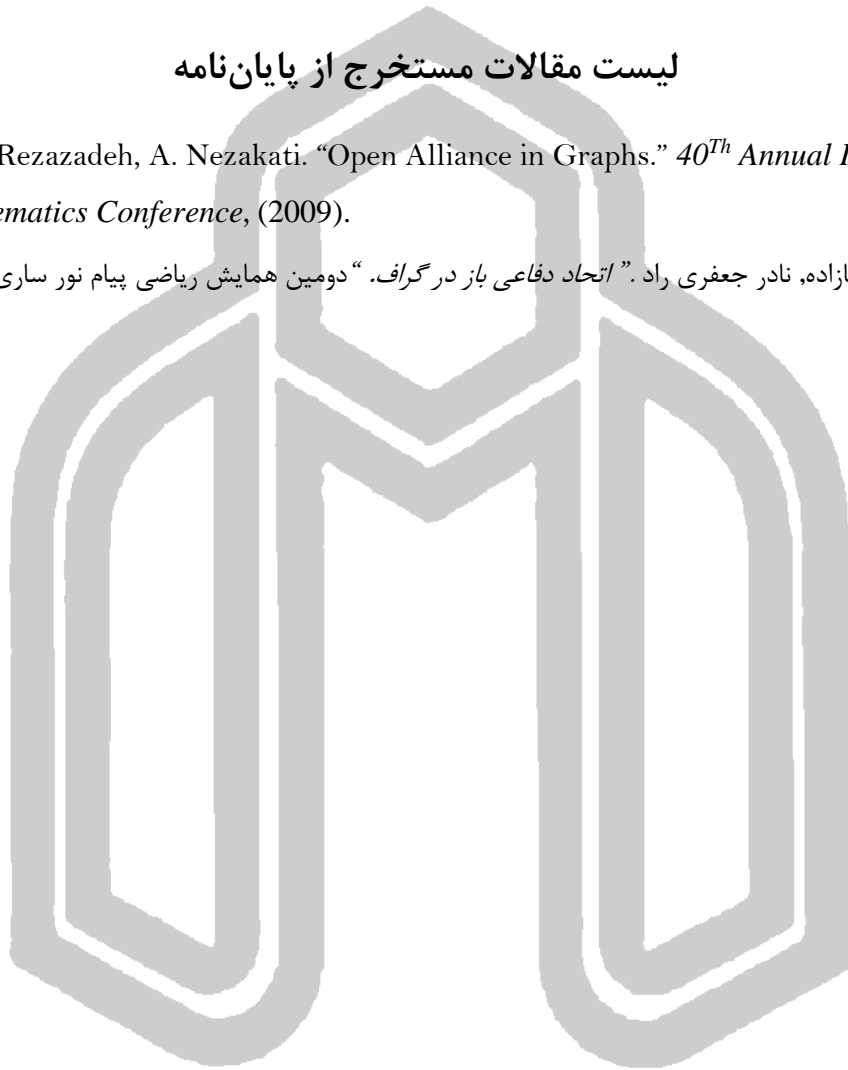 لیست مقالات مستخرج از پایان‌نامه
Rezazadeh, A. Nezakati. “Open Alliance in Graphs.” 40Th Annual
ematics Conference, (2009).
ازاده, نادر جعفری راد .” اتحاد دفاعی باز در گراف. “دومین همایش ریاضی پیام نور ساری